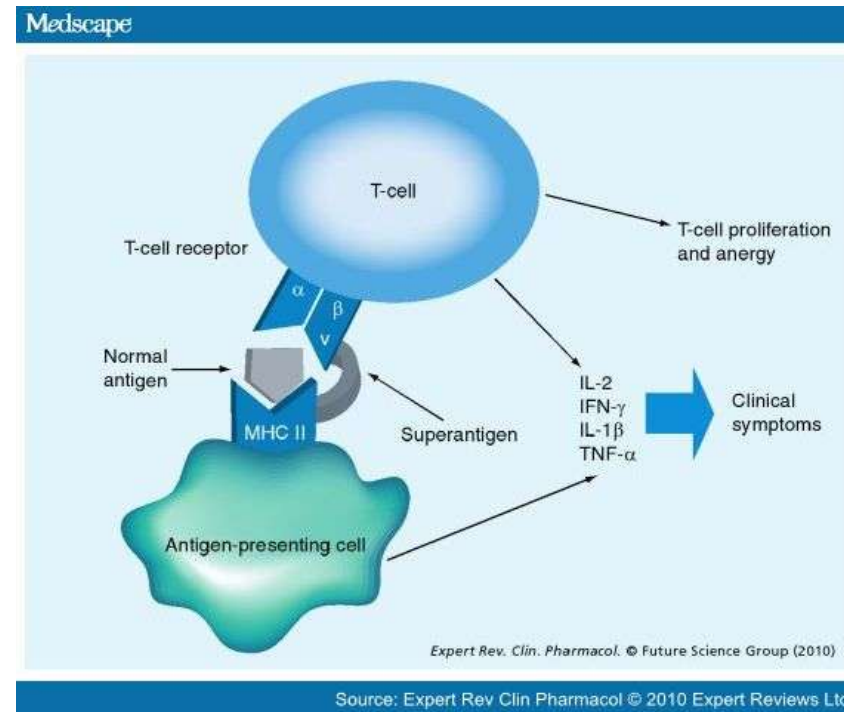 Medscape
T-cell
T-cell receptor
T-cell proliferation
and anergy
α
β
v
Normal
antigen
MHC II
Superantigen
IL-2
IFN-γ
IL-1β
TNF-α
Clinical
symptoms
Antigen-presenting cell
Expert Rev. Clin. Pharmacol. © Future Science Group (2010)
Source: Expert Rev Clin Pharmacol © 2010 Expert Reviews Ltd